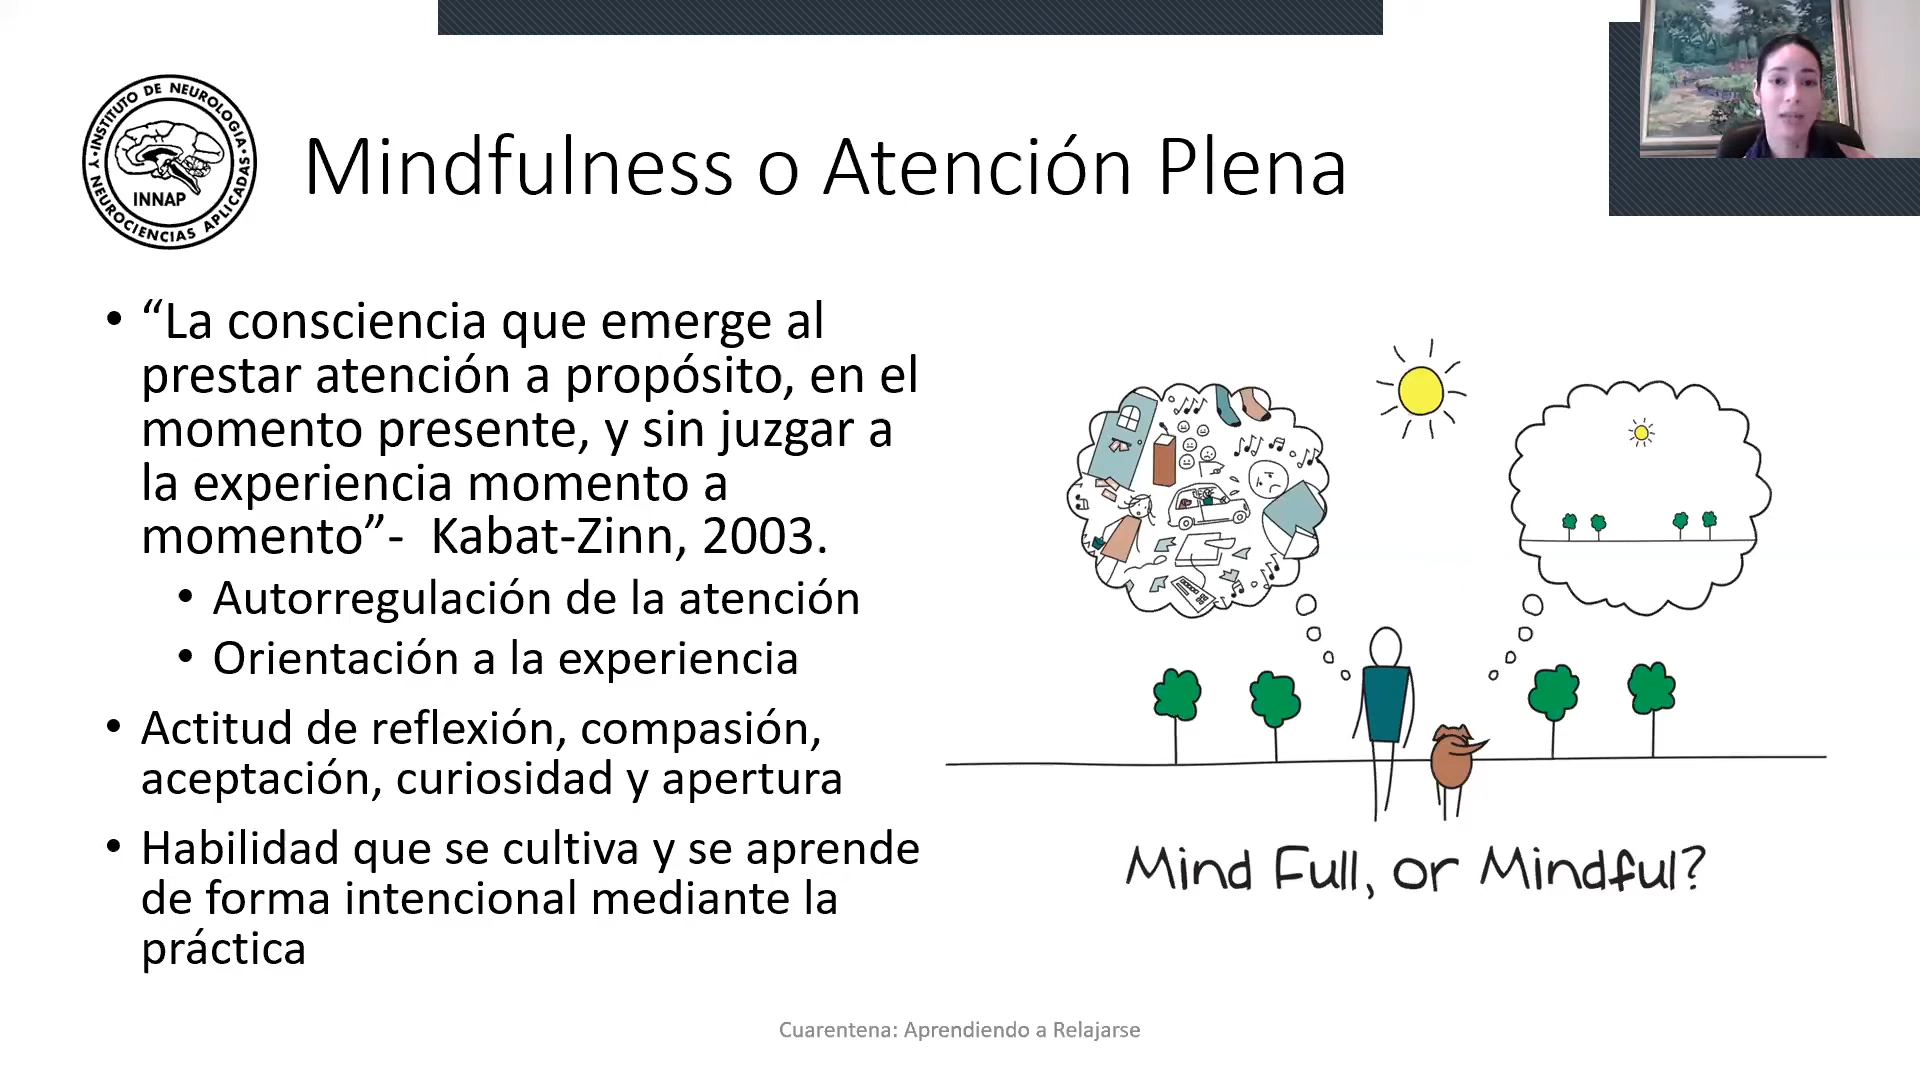 INSTITUTO DE NEUROLOGIA
Y NEUROCIENCIAS APLICADAS
INNAP
Mindfulness o Atención Plena
• “La consciencia que emerge al
prestar atención a propósito, en el
momento presente, y sin juzgar a
la experiencia momento a
momento”- Kabat-Zinn, 2003.
• Autorregulación de la atención
• Orientación a la experiencia
• Actitud de reflexión, compasión,
aceptación, curiosidad y apertura
• Habilidad que se cultiva y se aprende
de forma intencional mediante la
práctica
Mind Full, or Mindful?
Cuarentena: Aprendiendo a Relajarse